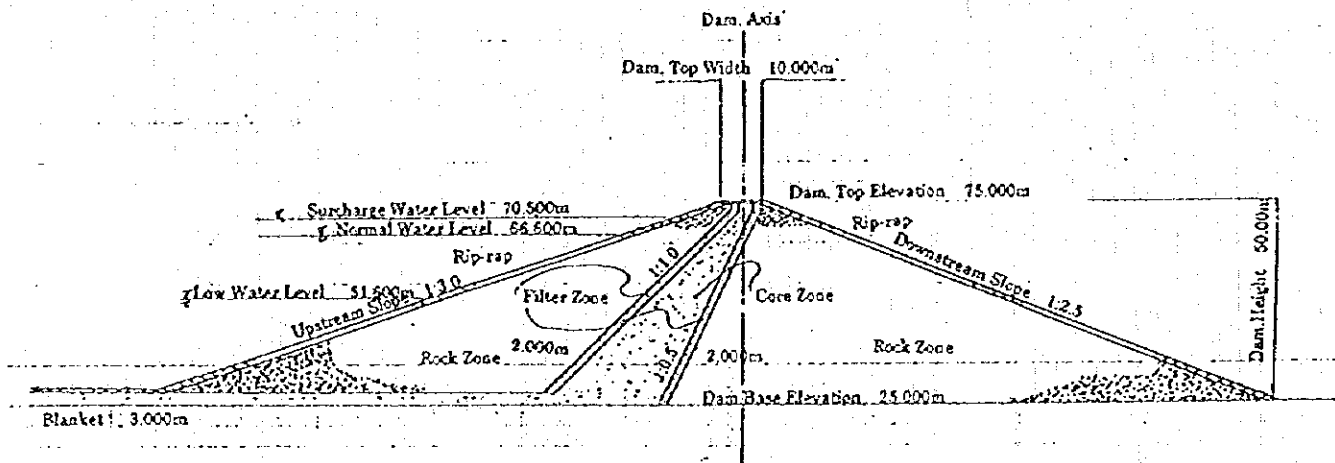 Dam, Axis
Dam, Top Width 10.000m
Dam, Top Elevation 75.000m
Surcharge Water Level 70.500m
Normal Water Level 66.600m
Rip-rap
Rip-rap
Downstream Slope 1:2.5
Dam Height 50.00m
Low Water Level 51.600m
Upstream Slope 1:3.0
1:1.0
Filter Zone
Core Zone
Rock Zone
2.000m
1:0.5
2,000m
Rock Zone
Dam Base Elevation 25.000m
Blanket 3.000m